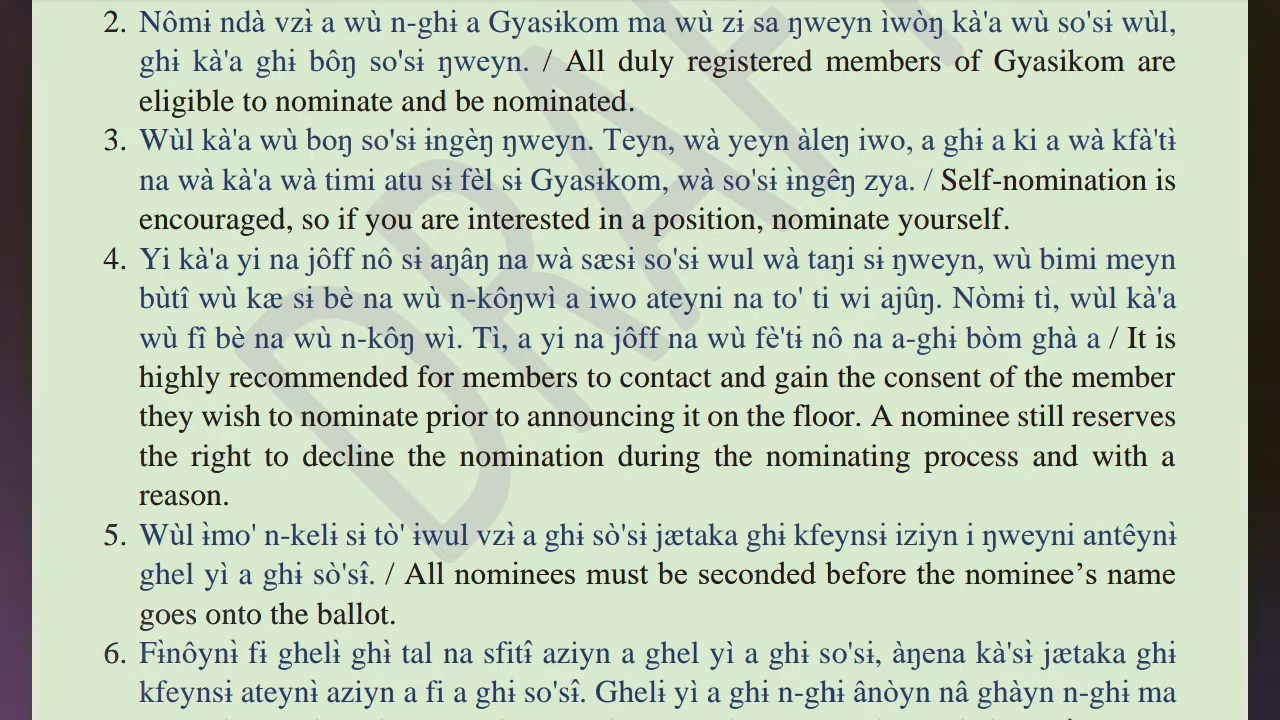 2. Nômɨ ndà vzɨ̀ a wù n-ghɨ a Gyasɨkom ma wù zɨ sa ŋweyn iwòŋ kà'a wù so'sɨ wùl,
ghɨ kà'a ghɨ bôŋ so'sɨ ŋweyn. / All duly registered members of Gyasikom are
eligible to nominate and be nominated.
3. Wùl kà'a wù boŋ so'sɨ ɨngèŋ ŋweyn. Teyn, wà yeyn àleŋ iwo, a ghɨ a ki a wà kfà'tɨ̀
na wà kà'a wà timi atu sɨ fèl sɨ Gyasɨkom, wà so'sɨ ɨ̀ngêŋ zya. / Self-nomination is
encouraged, so if you are interested in a position, nominate yourself.
4. Yi kà'a yi na jôff nô sɨ aŋâŋ na wà sæsɨ so'sɨ wul wà taŋi sɨ ŋweyn, wù bimi meyn
bùtî wù kæ sɨ bè na wù n-kôŋwì a iwo ateyni na to' ti wi ajûŋ. Nòmɨ tì, wùl kà'a
wù fî bè na wù n-kôŋ wì. Tì, a yi na jôff na wù fè'tɨ nô na a-ghɨ bòm ghà a / It is
highly recommended for members to contact and gain the consent of the member
they wish to nominate prior to announcing it on the floor. A nominee still reserves
the right to decline the nomination during the nominating process and with a
reason.
5. Wùl ɨ̀mo' n-kelɨ sɨ tò' ɨwul vzɨ̀ a ghɨ sò'sɨ jætaka ghɨ kfeynsɨ iziyn i ŋweyni antêynɨ̀
ghel yì a ghɨ sò'sɨ̂. / All nominees must be seconded before the nominee’s name
goes onto the ballot.
6. Fɨ̀nôynɨ̀ fɨ ghelɨ̀ ghɨ̀ tal na sfitî aziyn a ghel yì a ghɨ so'sɨ, àŋena kà'sɨ̀ jætaka ghɨ
kfeynsɨ ateynɨ̀ aziyn a fi a ghɨ so'sɨ̂. Ghelɨ yì a ghɨ n-ghɨ ânòyn nâ ghàyn n-ghɨ ma
DRAFT